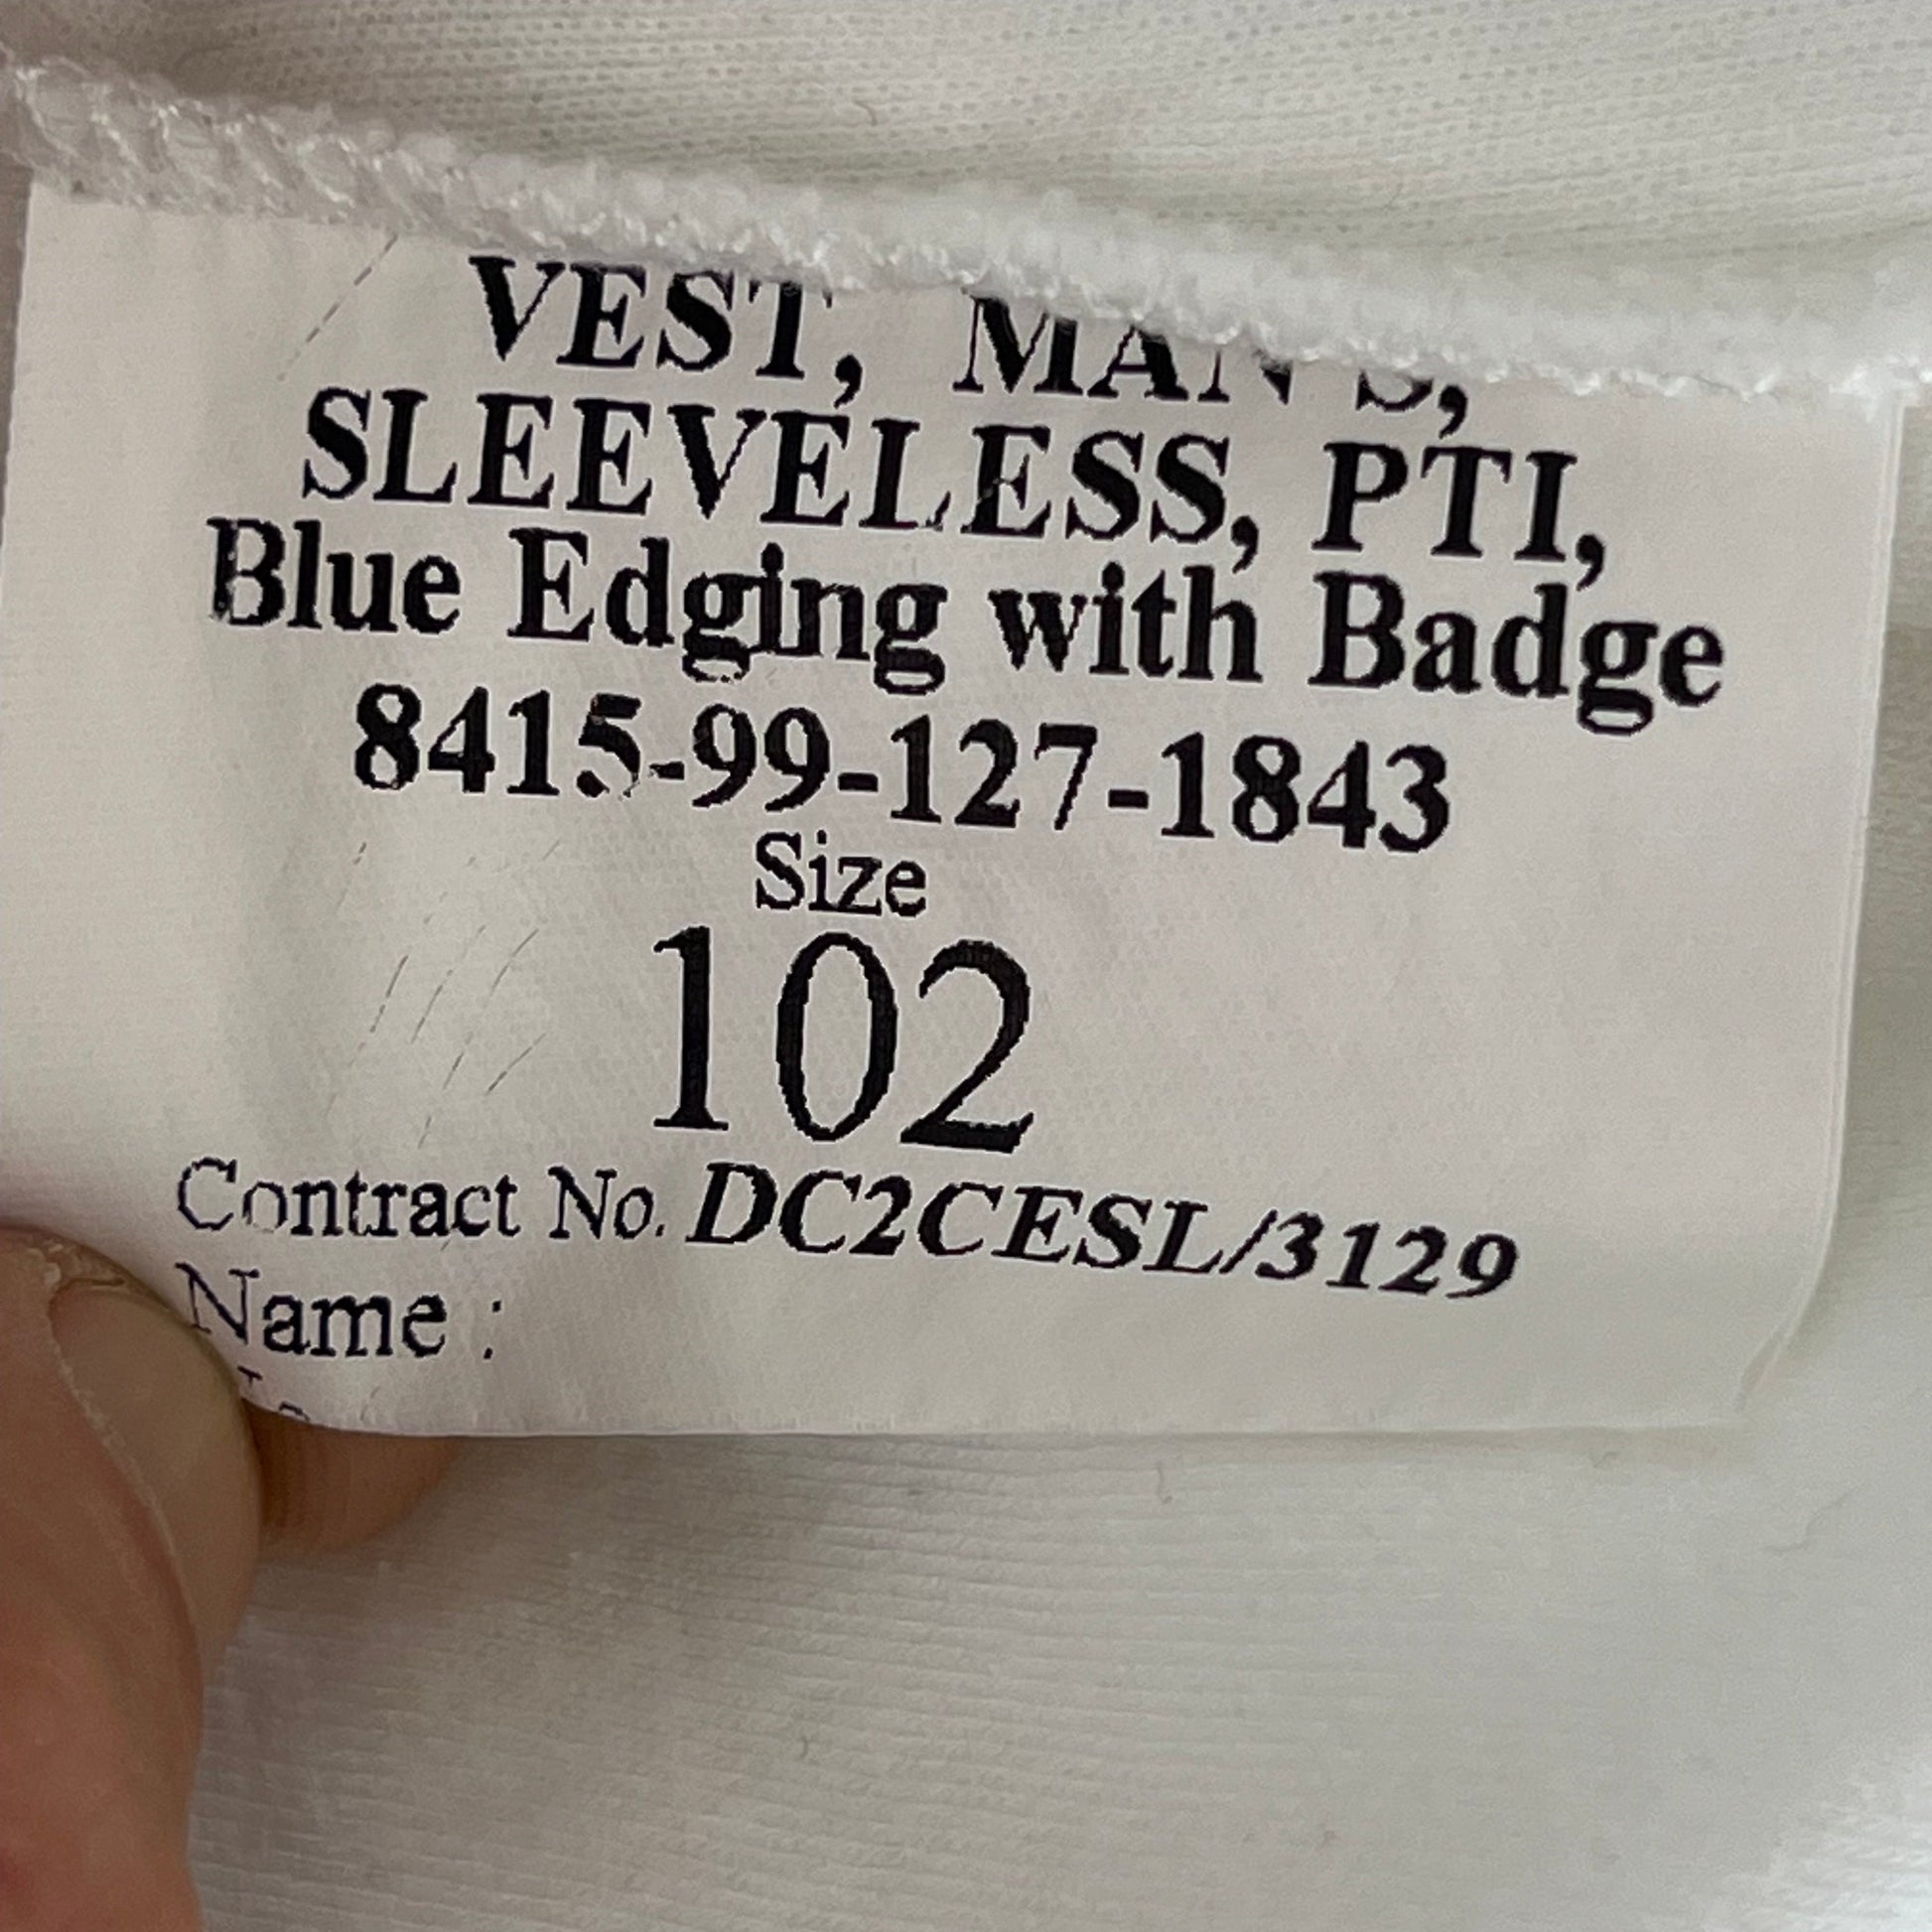 VEST, MAN'S,
SLEEVELESS, PTI,
Blue Edging with Badge
8415-99-127-1843
Size
102
Contract No. DC2CESL/3129
Name :